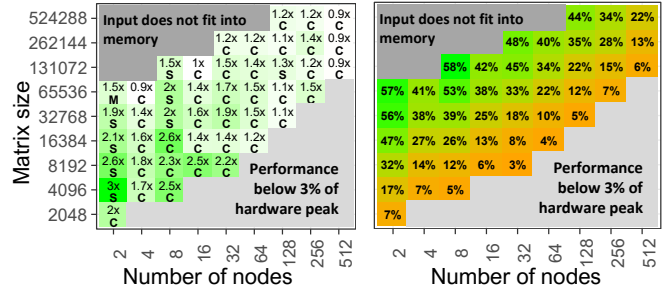 524288 Input does not fit into 1.2x 1.2x 0.9x
C C C
262144 memory 1.2x 1.2x 1.1x 1.2x 0.9x
C C C C C
131072 1.5x 1x 1.5x 1.4x 1.3x 1.2x 0.9x
S C C C S C C
65536 1.5x 0.9x 2x 1.4x 1.7x 1.5x 1.1x 1.5x
M C S C C C C C
32768 1.9x 1.4x 2x 1.6x 1.9x 1.5x 1.1x
C C S C C C C
16384 2.1x 1.6x 2.6x 1.4x 1.4x 1.2x
S C C C C C
8192 2.6x 1.8x 2.3x 2.5x 2.2x
S C C C C
4096 3x 1.7x 2.5x
S C C
2048 2x
C
Performance
below 3% of
hardware peak
Matrix size
2 4 8 16 32 64 128 256 512
Number of nodes
Input does not fit into
memory
44% 34% 22%
48% 40% 35% 28% 13%
58% 42% 45% 34% 22% 15% 6%
57% 41% 53% 38% 33% 22% 12% 7%
56% 38% 39% 25% 18% 10% 5%
47% 27% 26% 13% 8% 4%
32% 14% 12% 6% 3%
17% 7% 5%
7%
Performance
below 3% of
hardware peak
2 4 8 16 32 64 128 256 512
Number of nodes